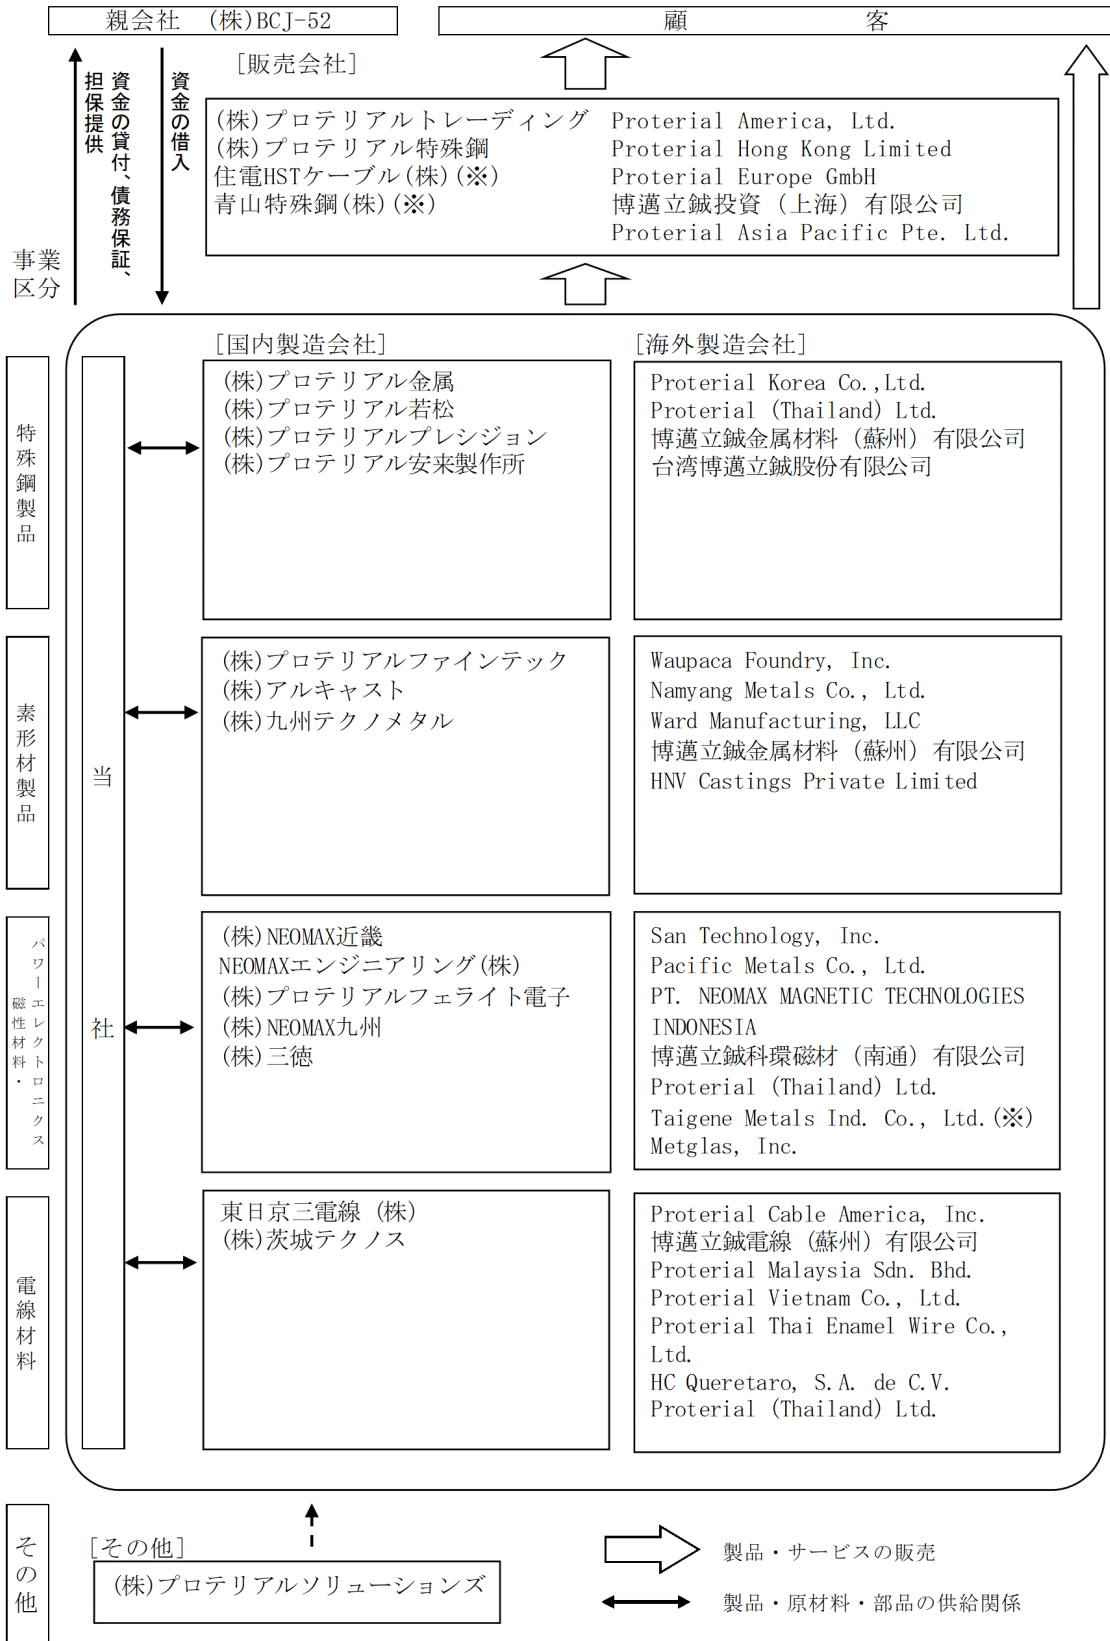 親会社　(株)BCJ-52
顧　　　　客
資金の貸付、債務保証、
担保提供
資金の借入
[販売会社]
(株)プロテリアルトレーディング
(株)プロテリアル特殊鋼
住電HSTケーブル(株)(※)
青山特殊鋼(株)(※)
Proterial America, Ltd.
Proterial Hong Kong Limited
Proterial Europe GmbH
博邁立鋮投資（上海）有限公司
Proterial Asia Pacific Pte. Ltd.
事業
区分
当　社
[国内製造会社]
[海外製造会社]
特殊鋼製品
(株)プロテリアル金属
(株)プロテリアル若松
(株)プロテリアルプレシジョン
(株)プロテリアル安来製作所
Proterial Korea Co.,Ltd.
Proterial (Thailand) Ltd.
博邁立鋮金属材料（蘇州）有限公司
台湾博邁立鋮股份有限公司
素形材製品
(株)プロテリアルファインテック
(株)アルキャスト
(株)九州テクノメタル
Waupaca Foundry, Inc.
Namyang Metals Co., Ltd.
Ward Manufacturing, LLC
博邁立鋮金属材料（蘇州）有限公司
HNV Castings Private Limited
磁性材料・
パワーエレクトロニクス
(株)NEOMAX近畿
NEOMAXエンジニアリング(株)
(株)プロテリアルフェライト電子
(株)NEOMAX九州
(株)三徳
San Technology, Inc.
Pacific Metals Co., Ltd.
PT. NEOMAX MAGNETIC TECHNOLOGIES
INDONESIA
博邁立鋮科環磁材（南通）有限公司
Proterial (Thailand) Ltd.
Taigene Metals Ind. Co., Ltd.(※)
Metglas, Inc.
電線材料
東日京三電線（株）
(株)茨城テクノス
Proterial Cable America, Inc.
博邁立鋮電線（蘇州）有限公司
Proterial Malaysia Sdn. Bhd.
Proterial Vietnam Co., Ltd.
Proterial Thai Enamel Wire Co.,
Ltd.
HC Queretaro, S.A. de C.V.
Proterial (Thailand) Ltd.
その他
[その他]
(株)プロテリアルソリューションズ
製品・サービスの販売
製品・原材料・部品の供給関係